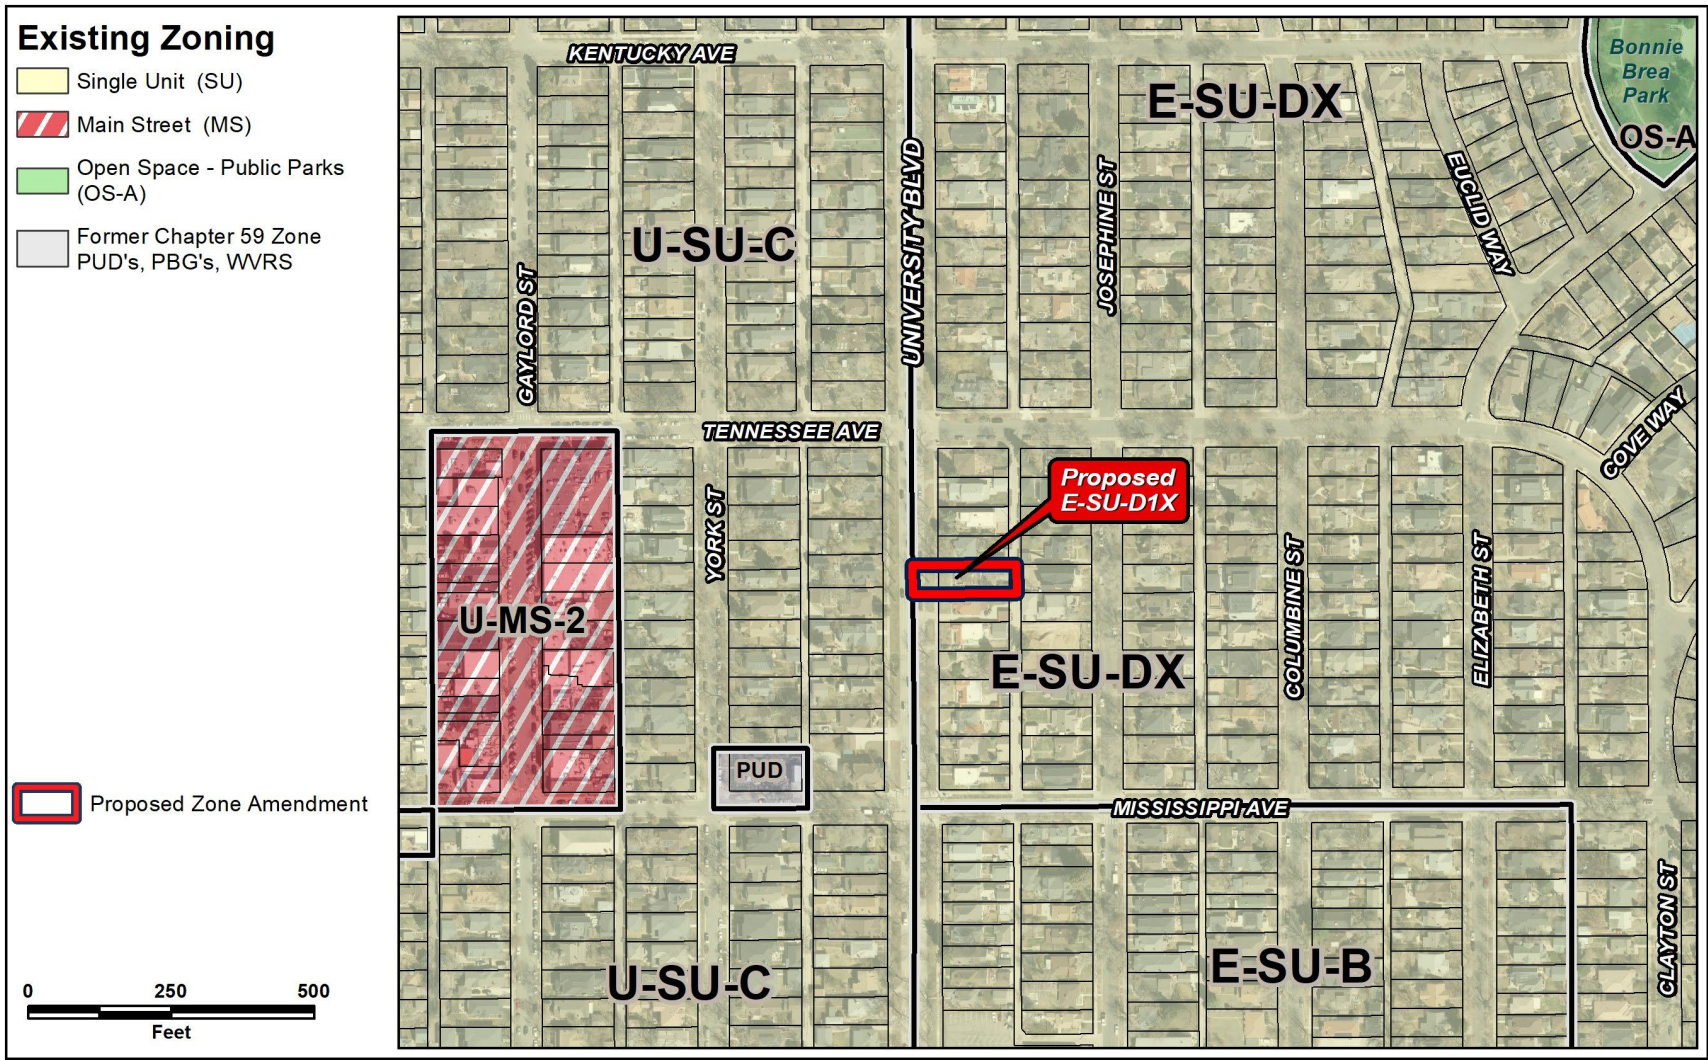 Existing Zoning
Single Unit (SU)
Main Street (MS)
Open Space - Public Parks
(OS-A)
Former Chapter 59 Zone
PUD's, PBG's, WVRS
Proposed Zone Amendment
0 250 500
Feet
KENTUCKY AVE
E-SU-DX
Bonnie
Brea
Park
OS-A
EUCLID WAY
UNIVERSITY BLVD
JOSEPHINE ST
U-SU-C
GAYLORD ST
TENNESSEE AVE
COVE WAY
Proposed
E-SU-D1X
YORK ST
COLUMBINE ST
ELIZABETH ST
U-MS-2
E-SU-DX
PUD
MISSISSIPPI AVE
CLAYTON ST
U-SU-C
E-SU-B